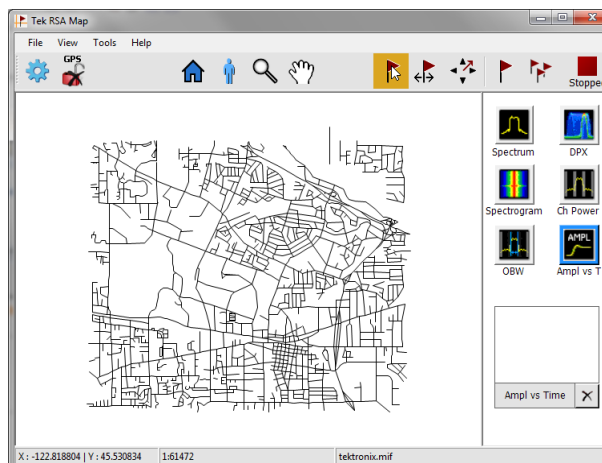 Tek RSA Map
File View Tools Help
GPS
Stopped
Spectrum DPX
Spectrogram Ch Power
AMPL
OBW Ampl vs T
Ampl vs Time
X : -122.818804 | Y : 45.530834 1:61472 tektronix.mif